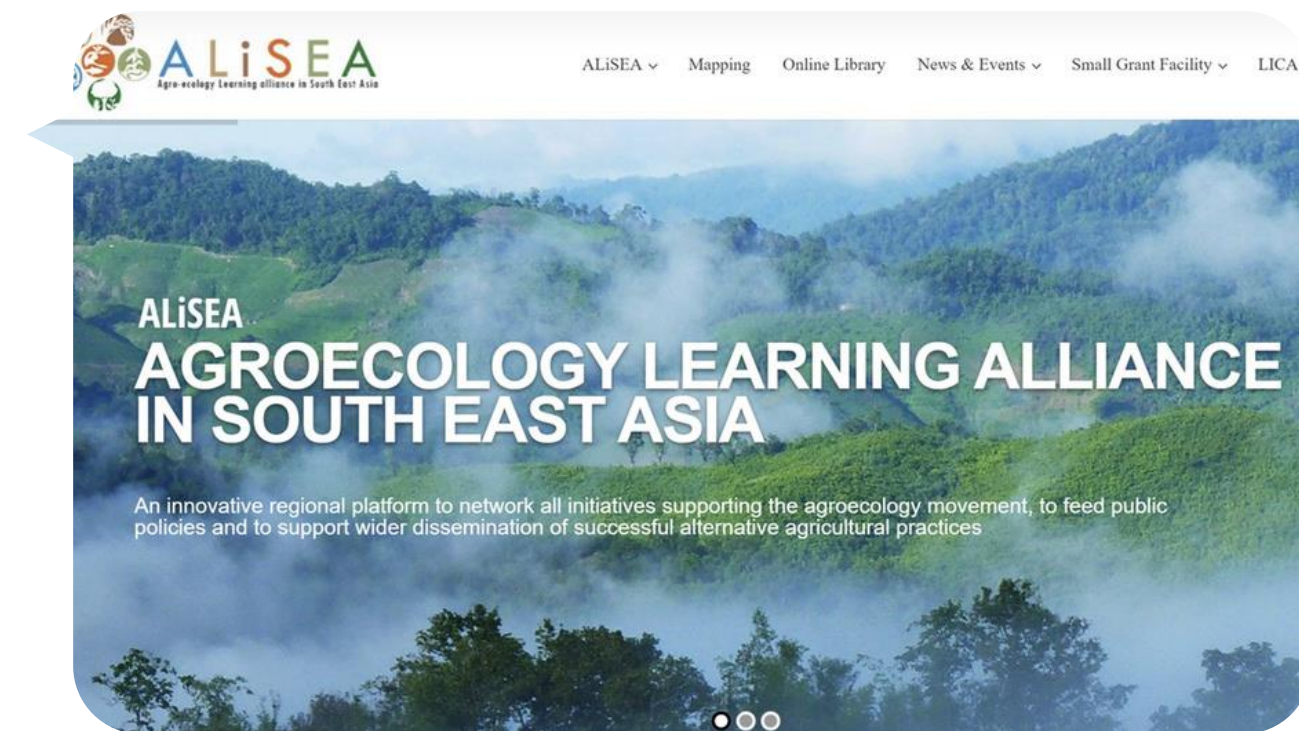 ALiSEA
Agro-ecology Learning alliance in South East Asia
ALiSEA Mapping Online Library News & Events Small Grant Facility LICA
ALiSEA
AGROECOLOGY LEARNING ALLIANCE
IN SOUTH EAST ASIA
An innovative regional platform to network all initiatives supporting the agroecology movement, to feed public
policies and to support wider dissemination of successful alternative agricultural practices